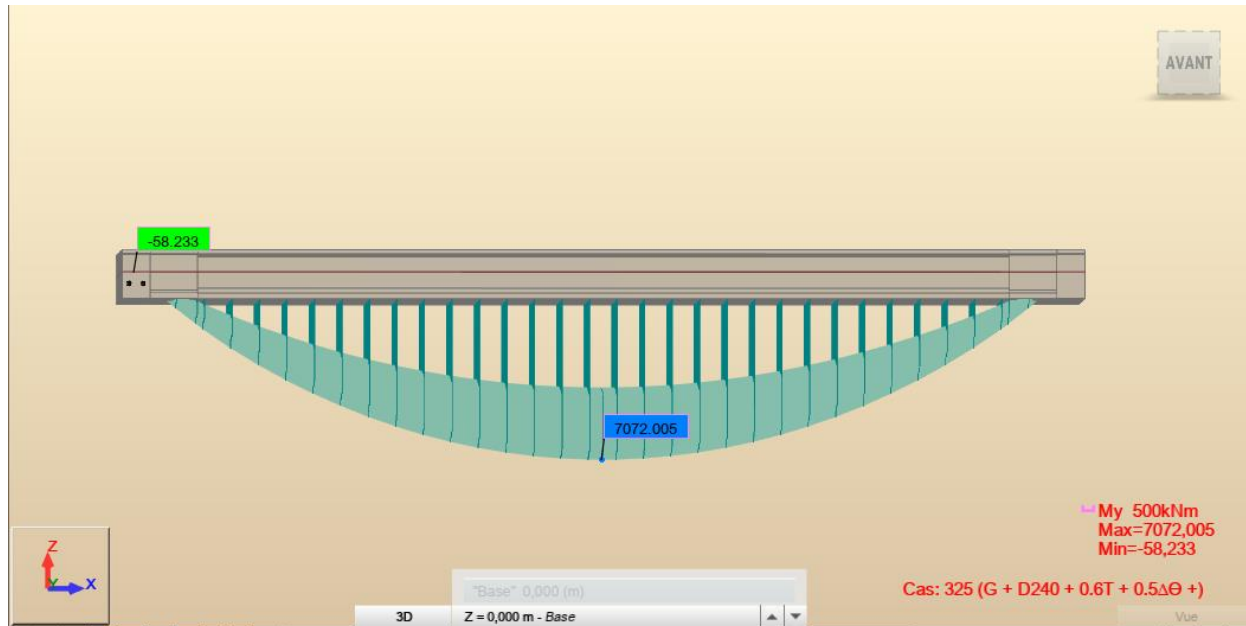 AVANT
-58.233
7072.005
My 500kNm
Max=7072,005
Min=-58,233
Cas: 325 (G + D240 + 0.6T + 0.5ΔΘ +)
Z
Y
X
"Base" 0,000 (m)
3D Z = 0,000 m - Base
Vue